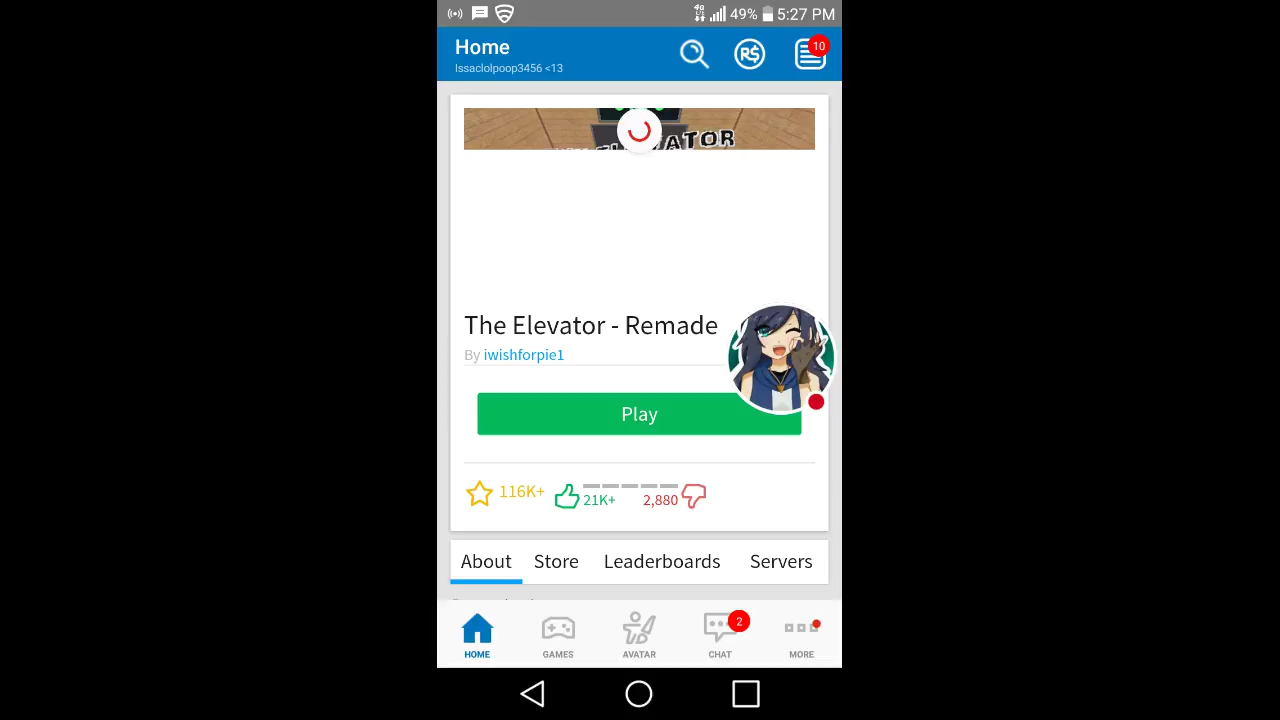 4G 49% 5:27 PM
Home
Issaclolpoop3456 <13
R$
10
ATOR
The Elevator - Remade
By iwishforpie1
Play
116K+ 21K+ 2,880
About Store Leaderboards Servers
2
HOME GAMES AVATAR CHAT MORE